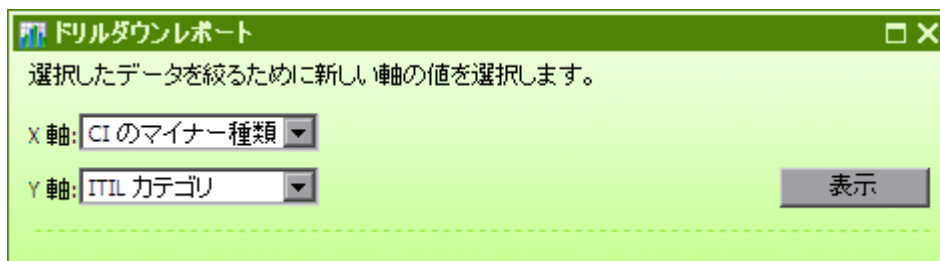 ドリルダウンレポート
選択したデータを絞るために新しい軸の値を選択します。
X 軸: CI のマイナー種類
Y 軸: ITIL カテゴリ
表示